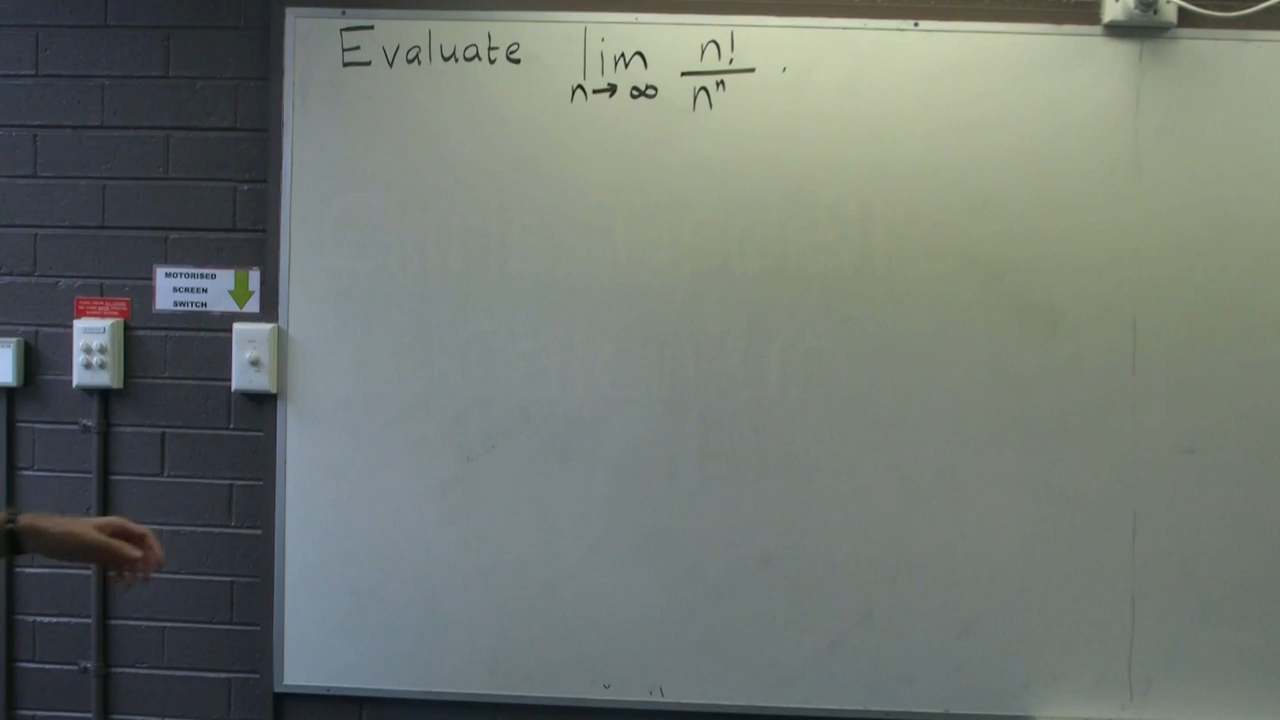 Evaluate lim n→∞ n!/nⁿ .
MOTORISED
SCREEN
SWITCH